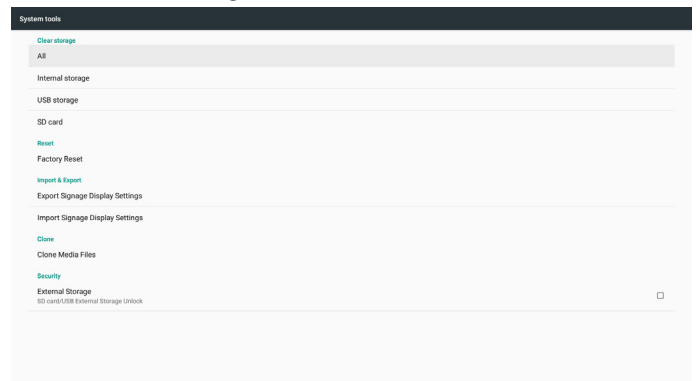 System tools
Clear storage
All
Internal storage
USB storage
SD card
Reset
Factory Reset
Import & Export
Export Signage Display Settings
Import Signage Display Settings
Clone
Clone Media Files
Security
External Storage
SD card/USB External Storage Unlock